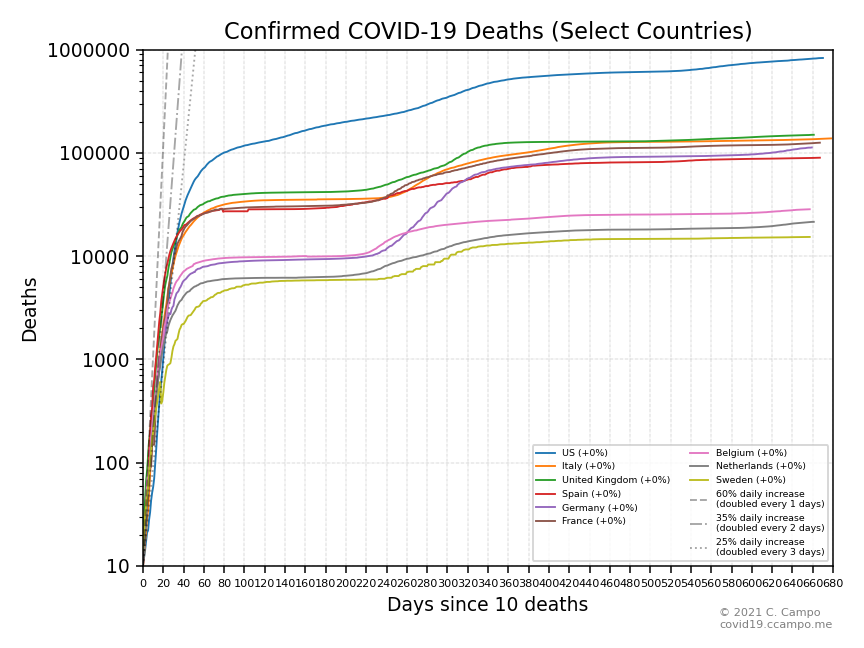 Confirmed COVID-19 Deaths (Select Countries)
1000000
100000
10000
1000
100
10
Deaths
US (+0%)
Italy (+0%)
United Kingdom (+0%)
Spain (+0%)
Germany (+0%)
France (+0%)
Belgium (+0%)
Netherlands (+0%)
Sweden (+0%)
60% daily increase
(doubled every 1 days)
35% daily increase
(doubled every 2 days)
25% daily increase
(doubled every 3 days)
0 20 40 60 80 100 120 140 160 180 200 220 240 260 280 300 320 340 360 380 400 420 440 460 480 500 520 540 560 580 600 620 640 660 680
Days since 10 deaths
© 2021 C. Campo
covid19.ccampo.me